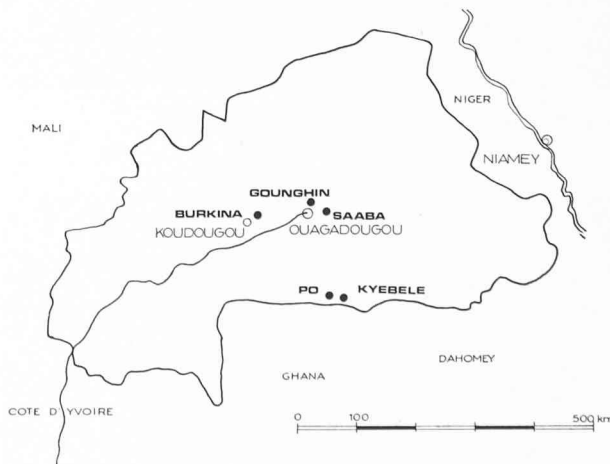 MALI
NIGER
NIAMEY
GOUNGHIN
BURKINA
SAABA
KOUDOUGOU
OUAGADOUGOU
PO
KYEBELE
DAHOMEY
GHANA
COTE D'YVOIRE
0 100 500 km